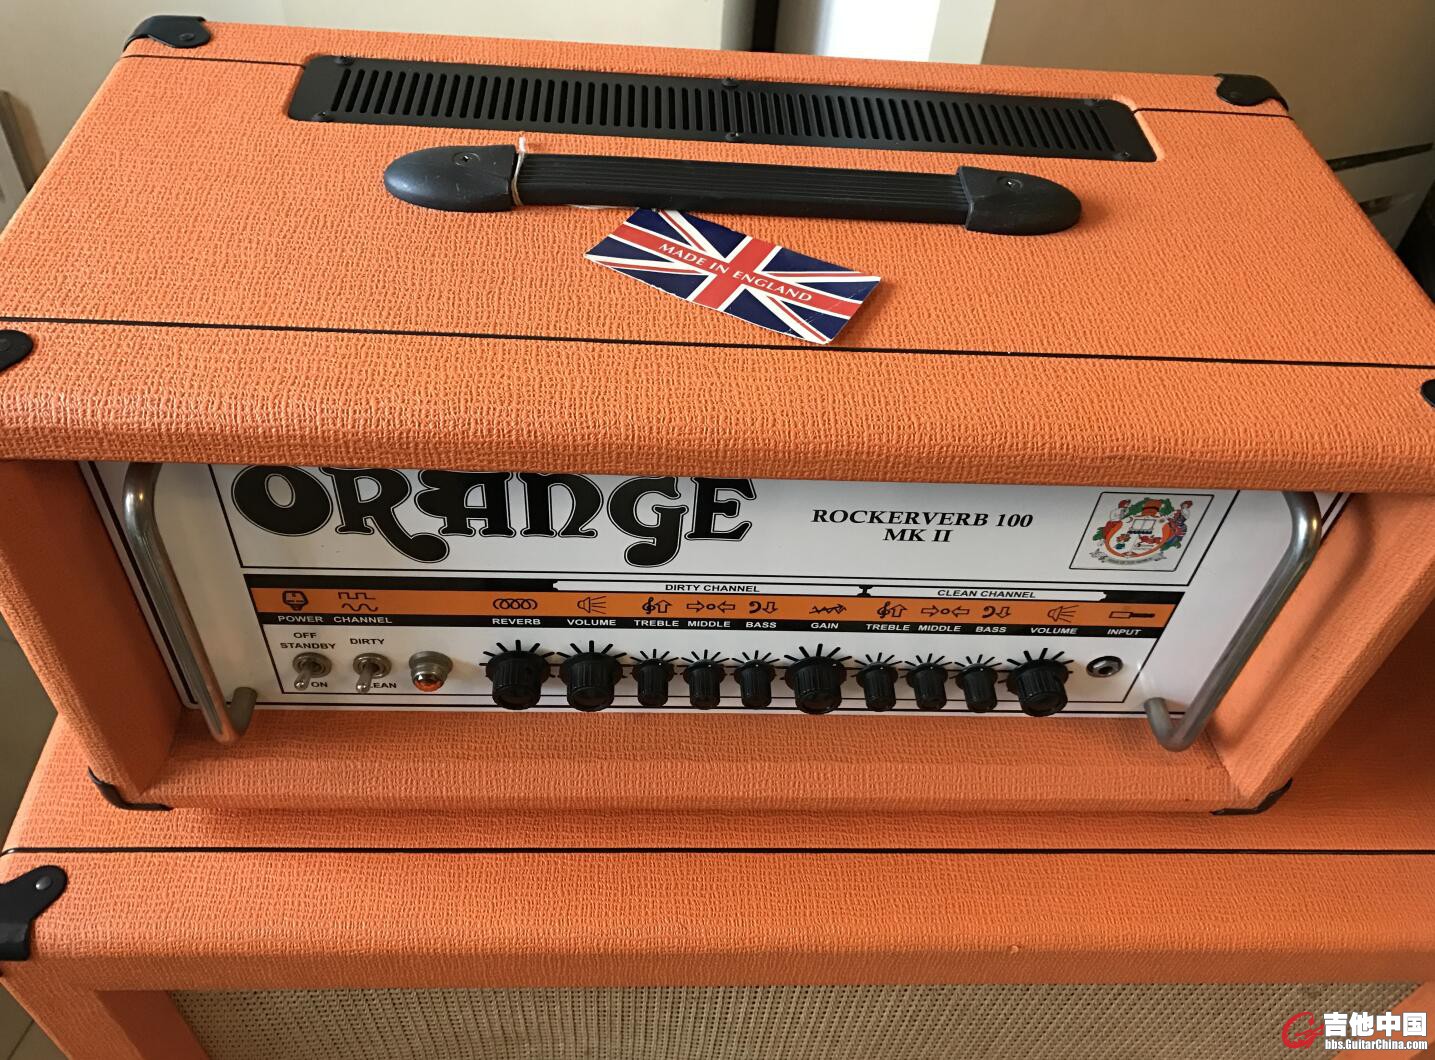 MADE IN ENGLAND
ORANGE
ROCKERVERB 100
MK II
DIRTY CHANNEL
CLEAN CHANNEL
POWER CHANNEL REVERB VOLUME TREBLE MIDDLE BASS GAIN TREBLE MIDDLE BASS VOLUME INPUT
OFF
STANDBY
ON
DIRTY
CLEAN
吉他中国
bbs.GuitarChina.com